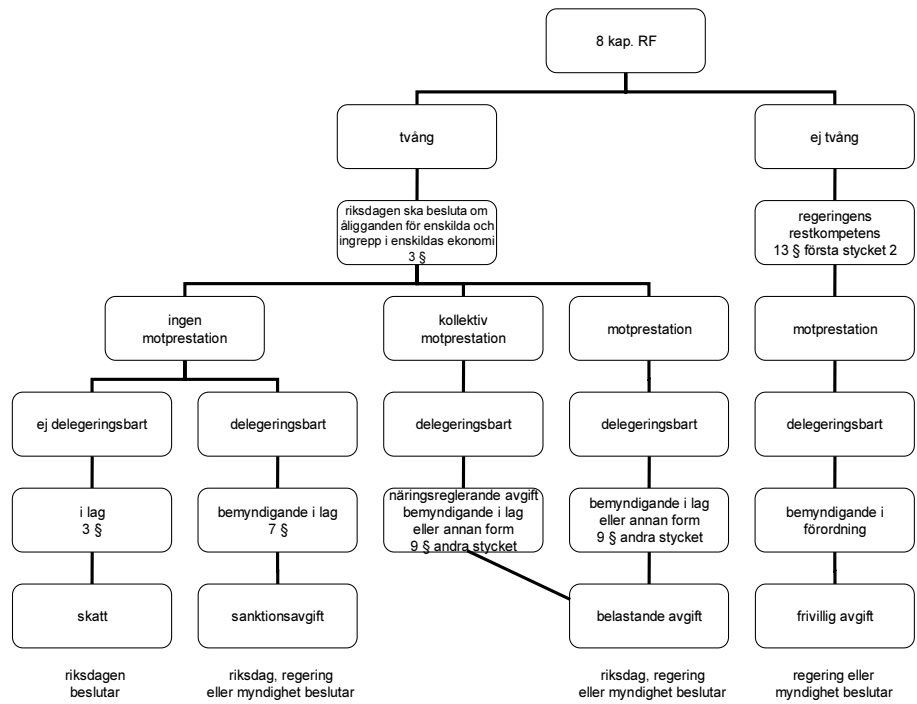 8 kap. RF
tvång
ej tvång
riksdagen ska besluta om
åligganden för enskilda och
ingrepp i enskildas ekonomi
3 §
regeringens
restkompetens
13 § första stycket 2
ingen
motprestation
kollektiv
motprestation
motprestation
motprestation
ej delegeringsbart
delegeringsbart
delegeringsbart
delegeringsbart
delegeringsbart
i lag
3 §
bemyndigande i lag
7 §
näringsreglerande avgift
bemyndigande i lag
eller annan form
9 § andra stycket
bemyndigande i lag
eller annan form
9 § andra stycket
bemyndigande i
förordning
skatt
sanktionsavgift
belastande avgift
frivillig avgift
riksdagen
beslutar
riksdag, regering
eller myndighet beslutar
riksdag, regering
eller myndighet beslutar
regering eller
myndighet beslutar